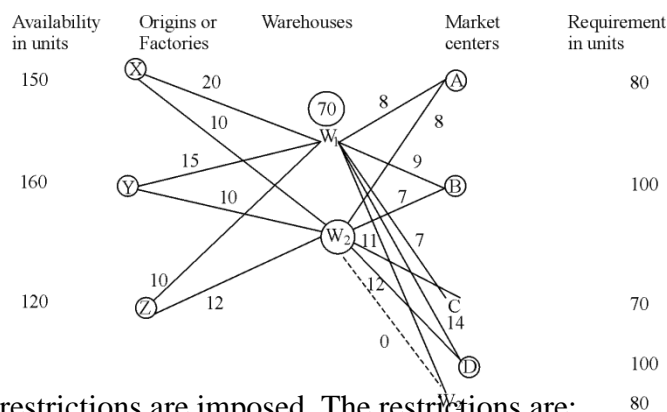 Availability in units
Origins or Factories
Warehouses
Market centers
Requirement in units
150
X
20
10
70
W1
8
8
A
80
160
Y
15
10
9
7
B
100
W2
11
7
120
Z
10
12
12
C
14
70
0
D
100
80
restrictions are imposed. The restrictions are: